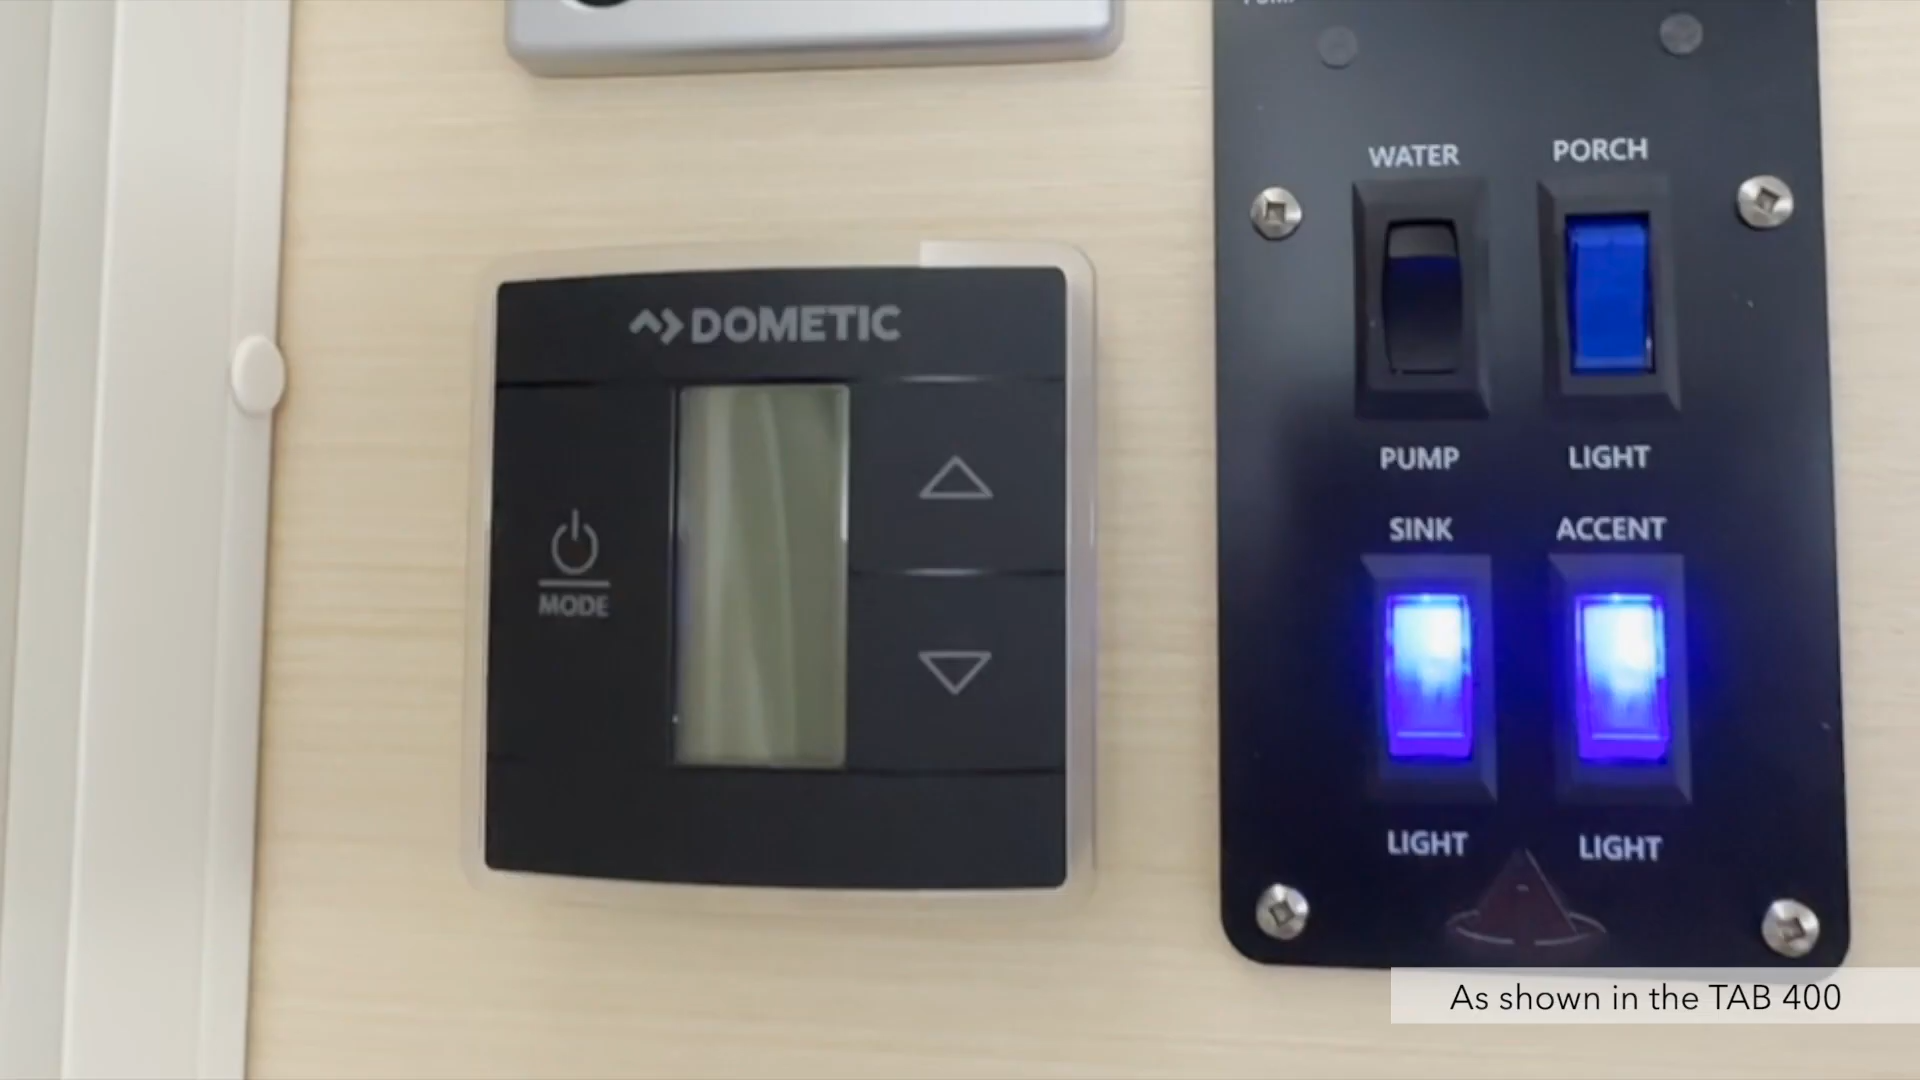 DOMETIC
MODE
WATER
PORCH
PUMP
LIGHT
SINK
ACCENT
LIGHT
LIGHT
As shown in the TAB 400